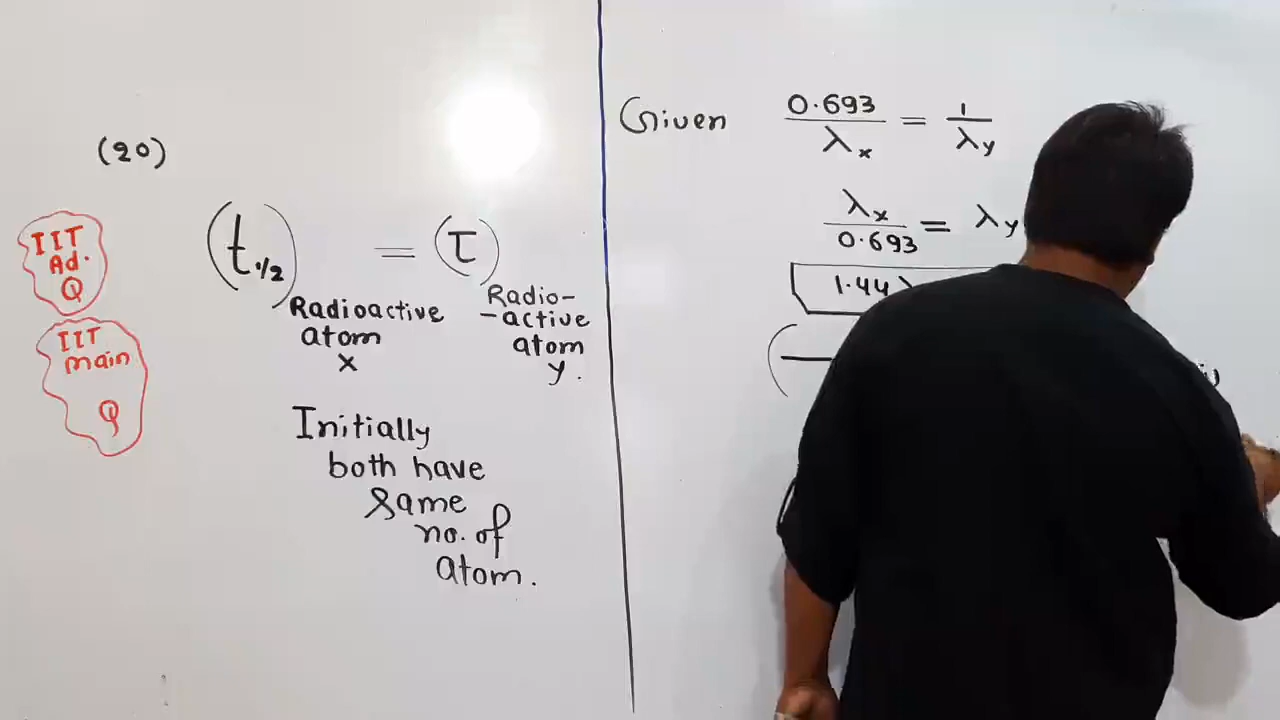 (20)
IIT
Ad.
Q
IIT
main
Q
(t1/2) = (τ)
Radioactive
atom
x
Radio-
-active
atom
y.
Initially
both have
same
no. of
atom.
Given 0.693/λx = 1/λy
λx/0.693 = λy
1.44